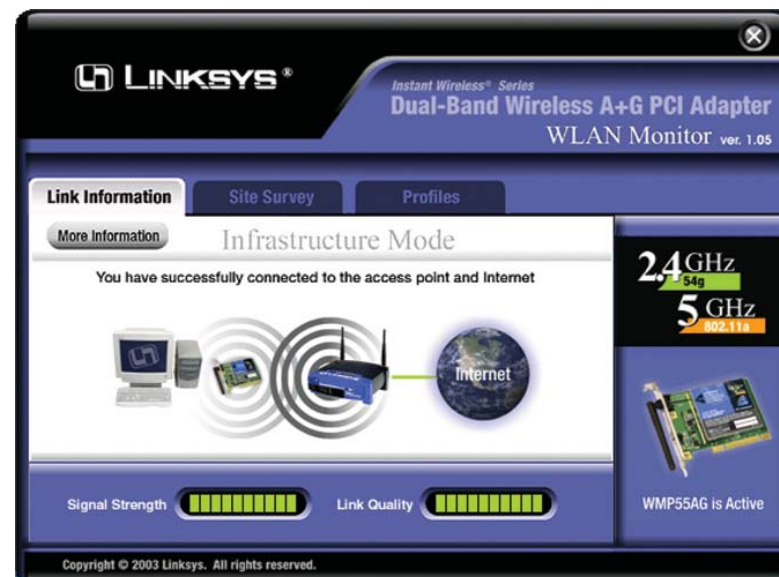 LINKSYS®
Instant Wireless® Series
Dual-Band Wireless A+G PCI Adapter
WLAN Monitor ver. 1.05
Link Information
Site Survey
Profiles
More Information
Infrastructure Mode
You have successfully connected to the access point and Internet
LINKSYS
Internet
2.4GHz
54g
5 GHz
802.11a
Signal Strength
Link Quality
WMP55AG is Active
Copyright © 2003 Linksys. All rights reserved.